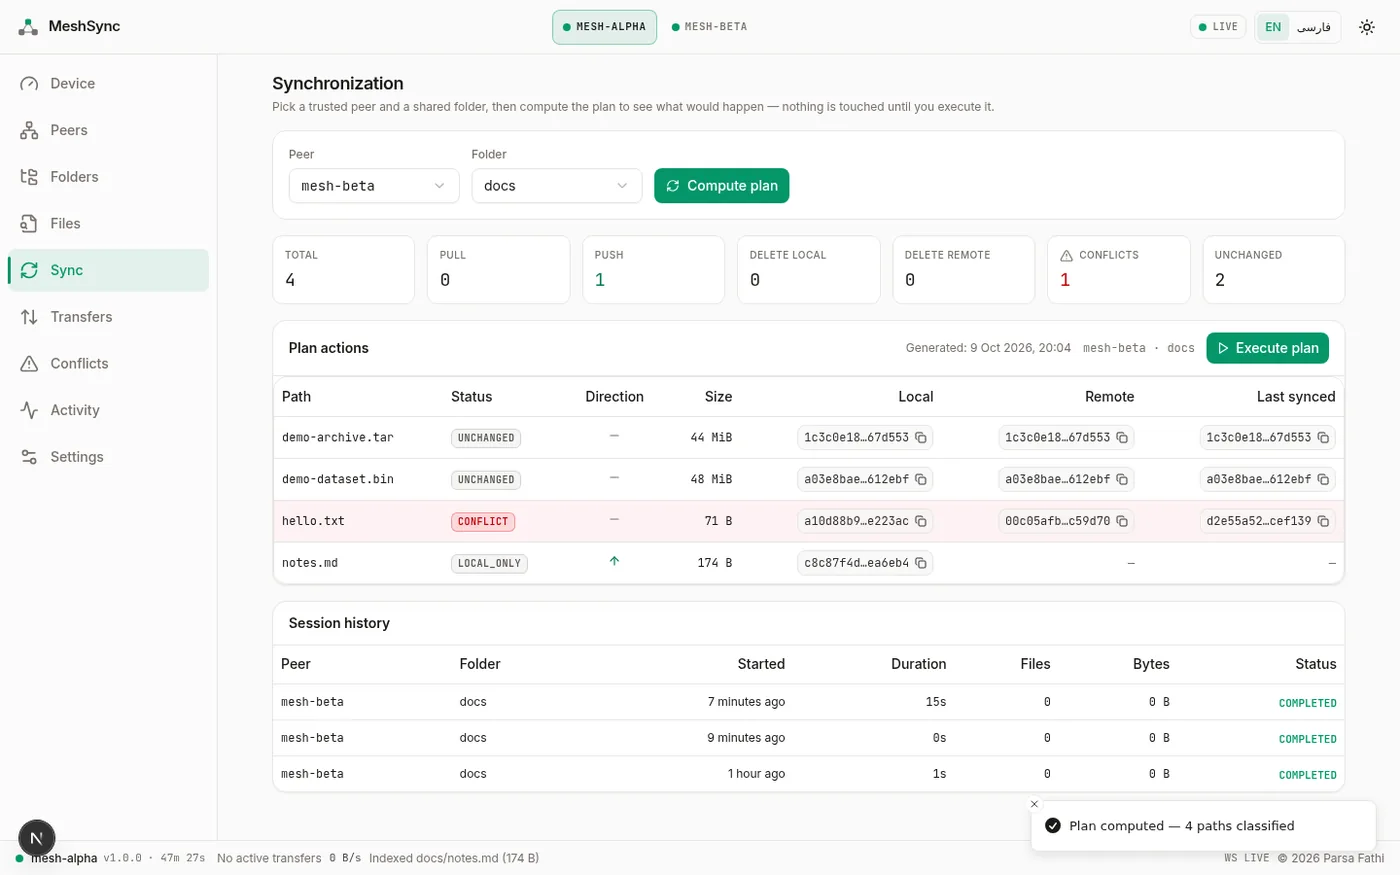 MeshSync
MESH-ALPHA
MESH-BETA
LIVE
EN
فارسی
Device
Peers
Folders
Files
Sync
Transfers
Conflicts
Activity
Settings
Synchronization
Pick a trusted peer and a shared folder, then compute the plan to see what would happen — nothing is touched until you execute it.
Peer Folder
mesh-beta docs Compute plan
TOTAL PULL PUSH DELETE LOCAL DELETE REMOTE CONFLICTS UNCHANGED
4 0 1 0 0 1 2
Plan actions Generated: 9 Oct 2026, 20:04 mesh-beta · docs Execute plan
Path Status Direction Size Local Remote Last synced
demo-archive.tar UNCHANGED — 44 MiB 1c3c0e18…67d553 1c3c0e18…67d553 1c3c0e18…67d553
demo-dataset.bin UNCHANGED — 48 MiB a03e8bae…612ebf a03e8bae…612ebf a03e8bae…612ebf
hello.txt CONFLICT — 71 B a10d88b9…e223ac 00c05afb…c59d70 d2e55a52…cef139
notes.md LOCAL_ONLY ↑ 174 B c8c87f4d…ea6eb4 — —
Session history
Peer Folder Started Duration Files Bytes Status
mesh-beta docs 7 minutes ago 15s 0 0 B COMPLETED
mesh-beta docs 9 minutes ago 0s 0 0 B COMPLETED
mesh-beta docs 1 hour ago 1s 0 0 B COMPLETED
Plan computed — 4 paths classified
N
mesh-alpha v1.0.0 · 47m 27s No active transfers 0 B/s Indexed docs/notes.md (174 B)
WS LIVE © 2026 Parsa Fathi